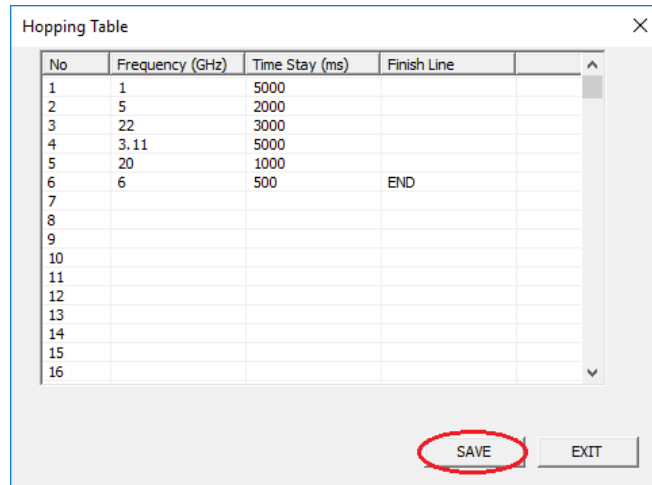 Hopping Table
No Frequency (GHz) Time Stay (ms) Finish Line
1 1 5000
2 5 2000
3 22 3000
4 3.11 5000
5 20 1000
6 6 500 END
7
8
9
10
11
12
13
14
15
16
SAVE EXIT